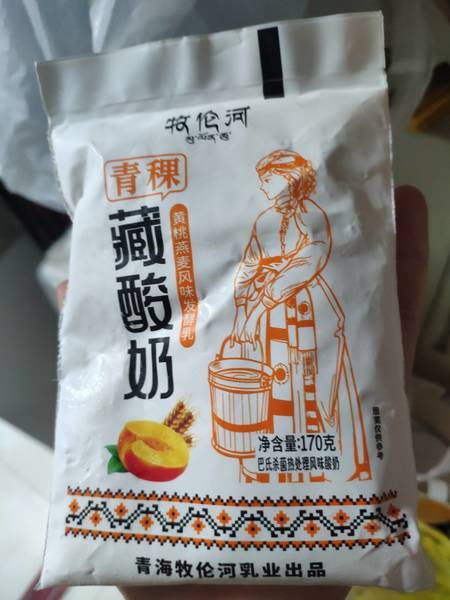 牧伦河
青稞
藏酸奶
黄桃燕麦风味发酵乳
净含量:170克
巴氏杀菌热处理风味酸奶
图案仅供参考
青海牧伦河乳业出品